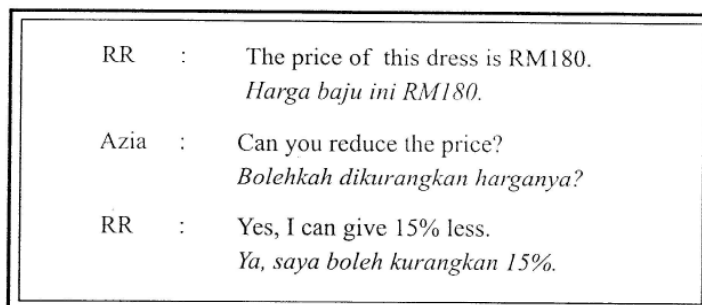 RR : The price of this dress is RM180.
Harga baju ini RM180.
Azia : Can you reduce the price?
Bolehkah dikurangkan harganya?
RR : Yes, I can give 15% less.
Ya, saya boleh kurangkan 15%.